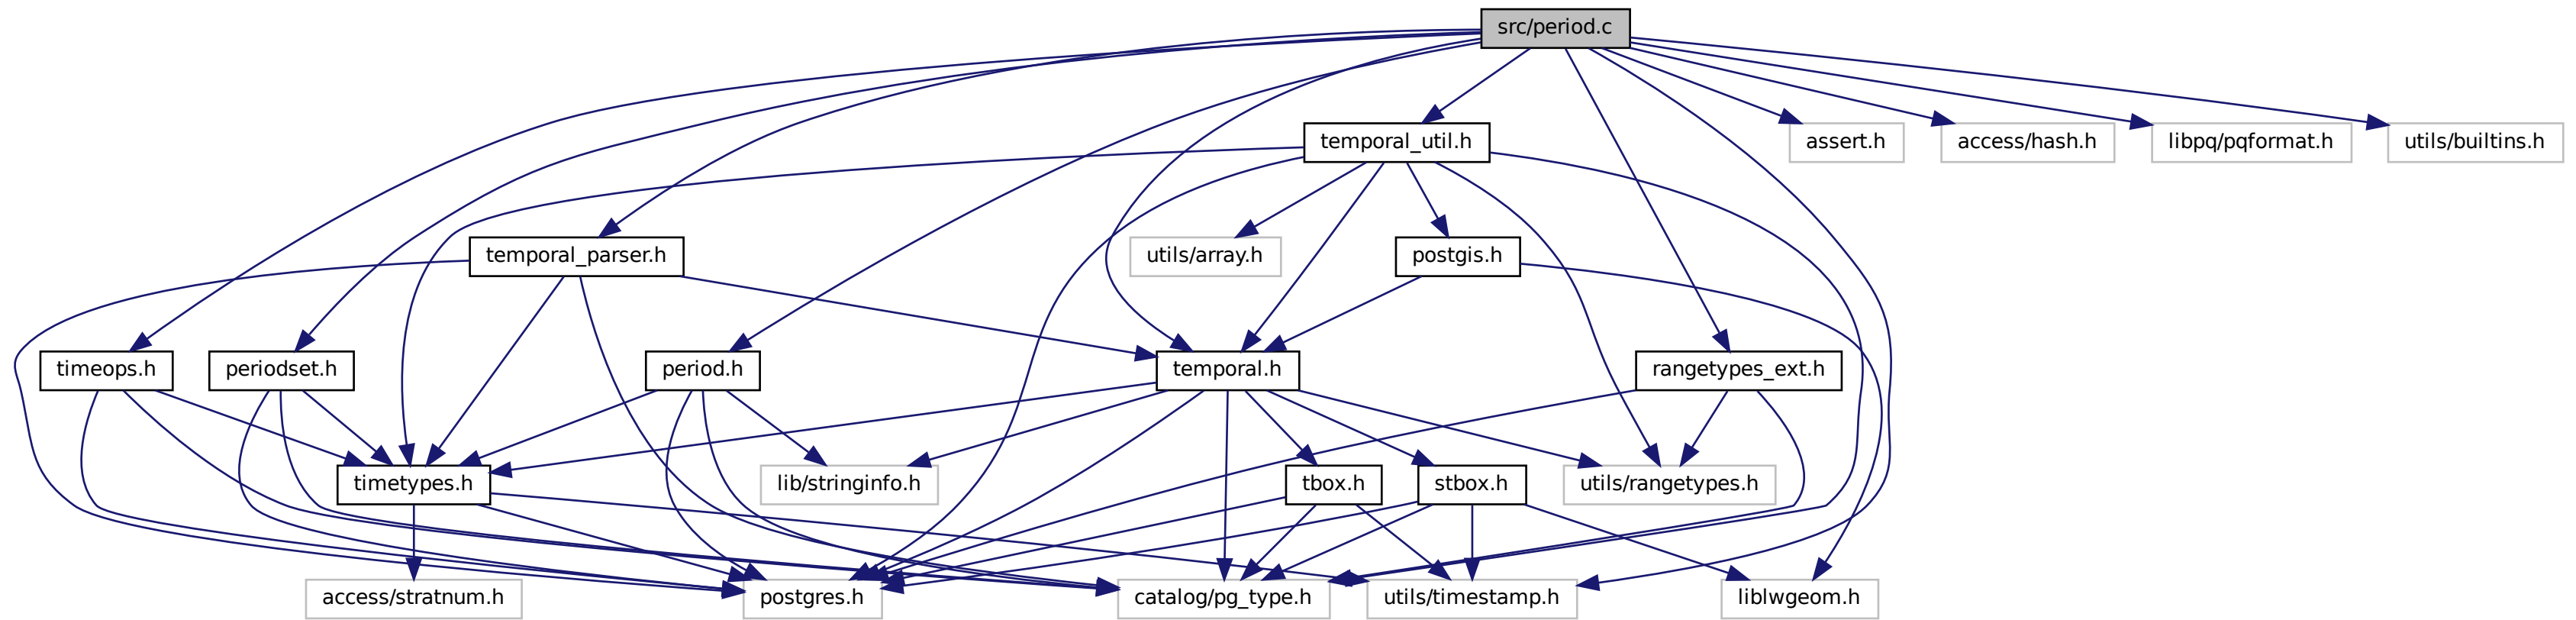 src/period.c
temporal_util.h
assert.h
access/hash.h
libpq/pqformat.h
utils/builtins.h
temporal_parser.h
utils/array.h
postgis.h
timeops.h
periodset.h
period.h
temporal.h
rangetypes_ext.h
timetypes.h
lib/stringinfo.h
tbox.h
stbox.h
utils/rangetypes.h
access/stratnum.h
postgres.h
catalog/pg_type.h
utils/timestamp.h
liblwgeom.h